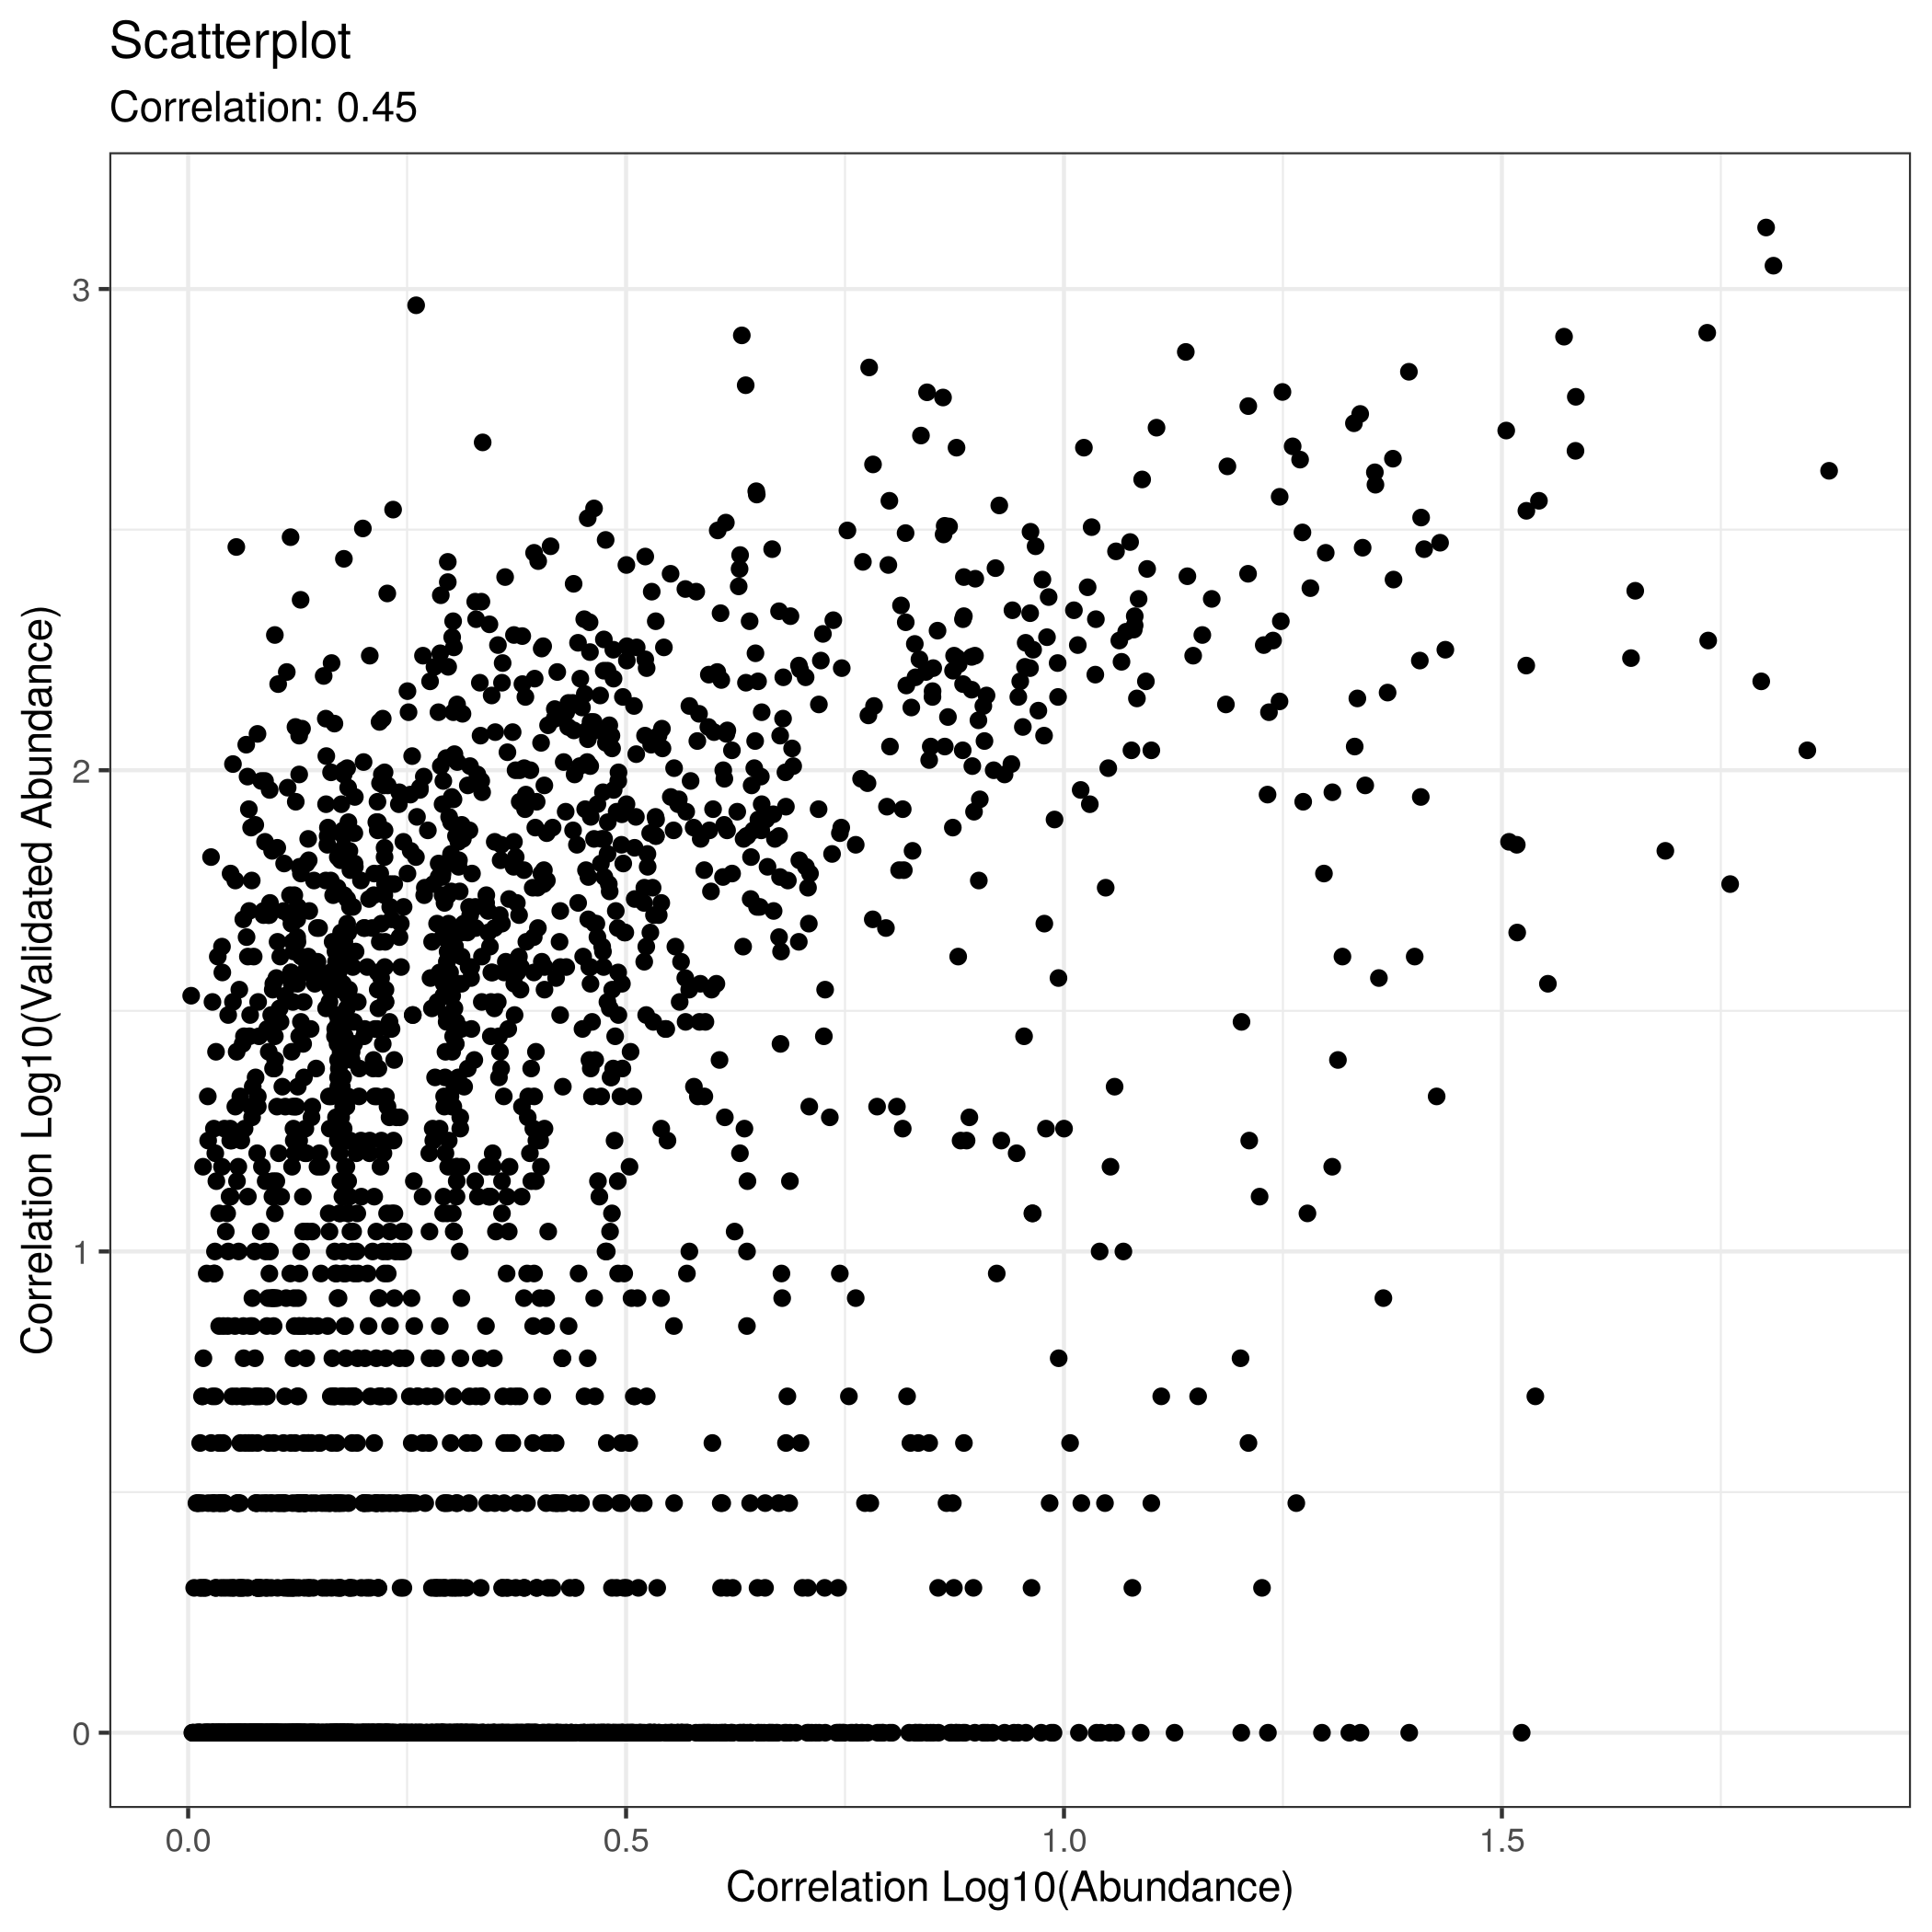 Scatterplot
Correlation: 0.45
Correlation Log10(Validated Abundance)
3
2
1
0
0.0
0.5
1.0
1.5
Correlation Log10(Abundance)